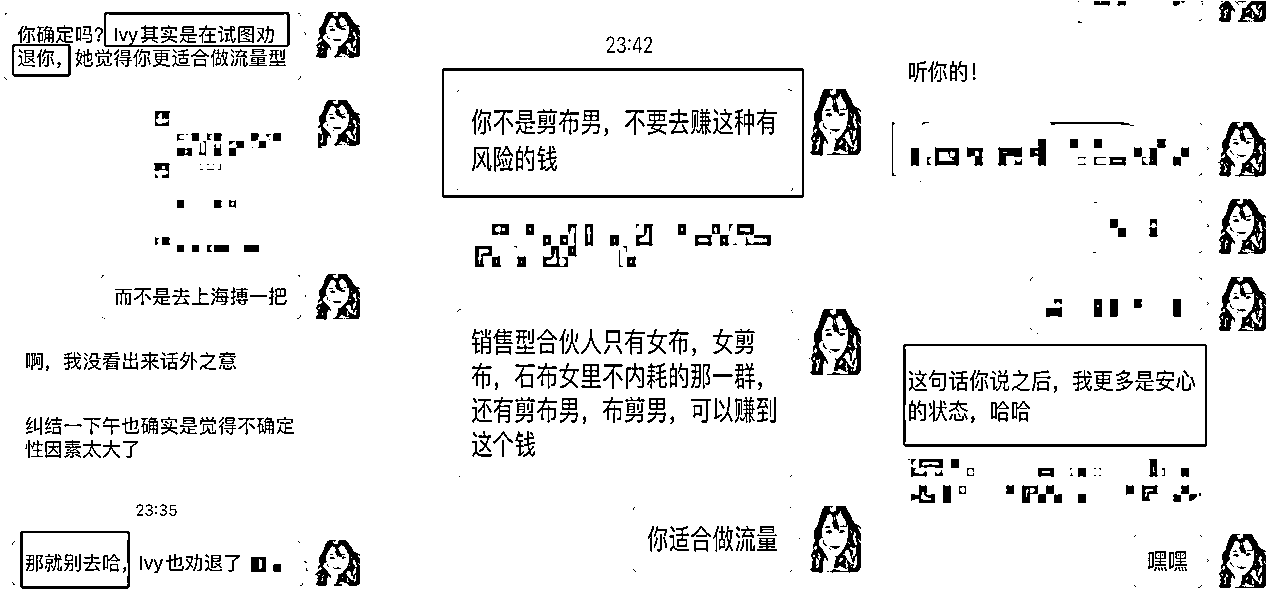 你确定吗？Ivy其实是在试图劝
退你，她觉得你更适合做流量型
而不是去上海搏一把
啊，我没看出来话外之意
纠结一下午也确实是觉得不确定
性因素太大了
23:35
那就别去哈，Ivy也劝退了
23:42
你不是剪布男，不要去赚这种有
风险的钱
销售型合伙人只有女布，女剪
布，石布女里不内耗的那一群，
还有剪布男，布剪男，可以赚到
这个钱
你适合做流量
听你的！
这句话你说之后，我更多是安心
的状态，哈哈
嘿嘿